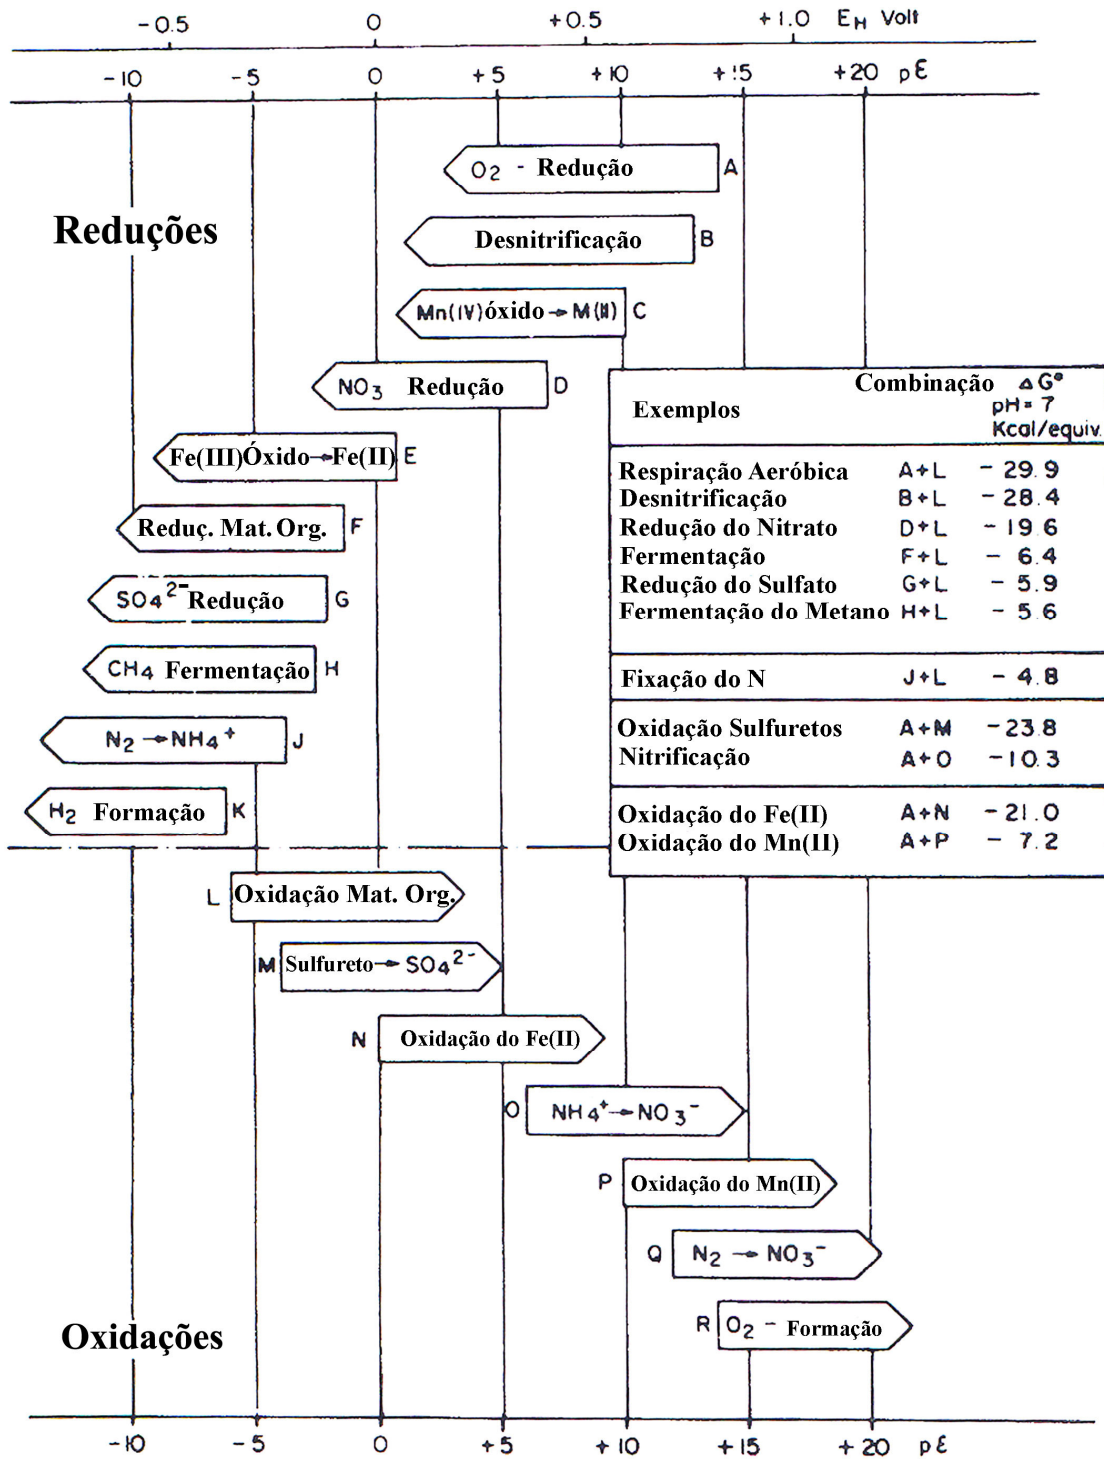 -0.5 0 +0.5 +1.0 EH Volt
-10 -5 0 +5 +10 +15 +20 pƐ
O2 - Redução A
Reduções
Desnitrificação B
Mn(IV)óxido→M(II) C
NO3 Redução D
Fe(III)Óxido→Fe(II) E
Reduç. Mat. Org. F
SO4 2- Redução G
CH4 Fermentação H
N2→NH4+ J
H2 Formação K
Combinação ΔG°
Exemplos pH=7
Kcal/equiv.
Respiração Aeróbica A+L -29.9
Desnitrificação B+L -28.4
Redução do Nitrato D+L -19.6
Fermentação F+L -6.4
Redução do Sulfato G+L -5.9
Fermentação do Metano H+L -5.6
Fixação do N J+L -4.8
Oxidação Sulfuretos A+M -23.8
Nitrificação A+O -10.3
Oxidação do Fe(II) A+N -21.0
Oxidação do Mn(II) A+P -7.2
L Oxidação Mat. Org.
M Sulfureto→SO4 2-
N Oxidação do Fe(II)
O NH4+→NO3-
P Oxidação do Mn(II)
Q N2→NO3-
R O2 - Formação
Oxidações
-10 -5 0 +5 +10 +15 +20 pƐ